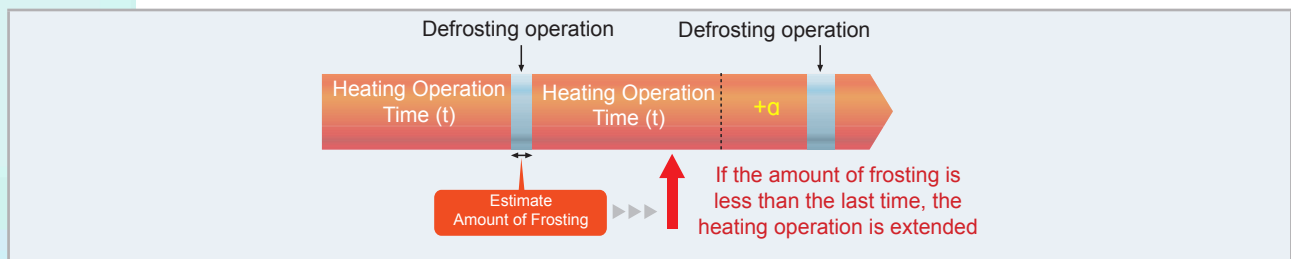 Defrosting operation
Defrosting operation
Heating Operation
Time (t)
Heating Operation
Time (t)
+α
Estimate
Amount of Frosting
If the amount of frosting is
less than the last time, the
heating operation is extended